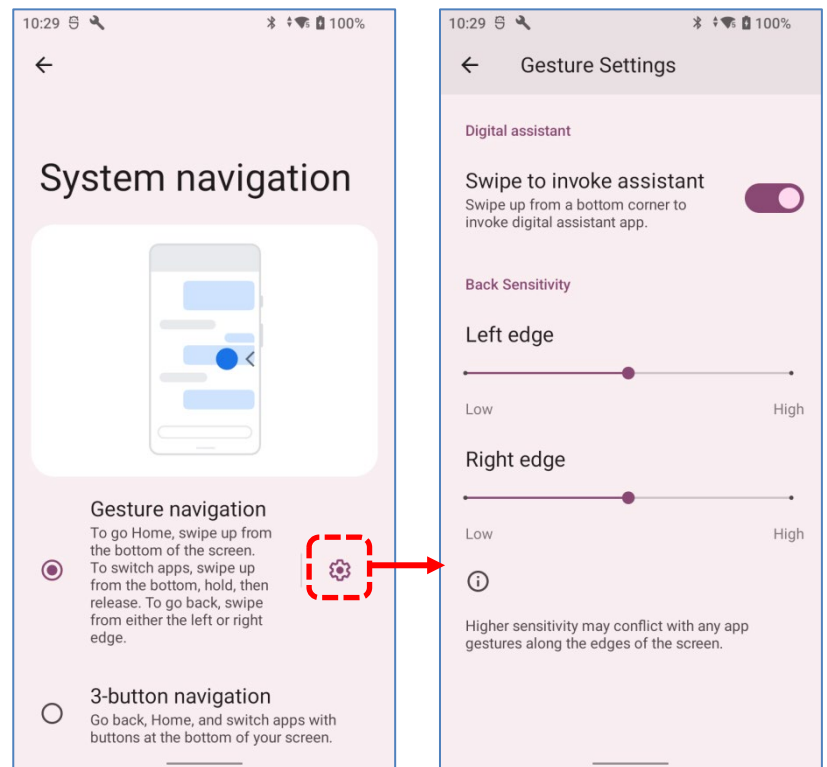 10:29 100%
System navigation
Gesture navigation
To go Home, swipe up from
the bottom of the screen.
To switch apps, swipe up
from the bottom, hold, then
release. To go back, swipe
from either the left or right
edge.
3-button navigation
Go back, Home, and switch apps with
buttons at the bottom of your screen.
10:29 100%
Gesture Settings
Digital assistant
Swipe to invoke assistant
Swipe up from a bottom corner to
invoke digital assistant app.
Back Sensitivity
Left edge
Low High
Right edge
Low High
Higher sensitivity may conflict with any app
gestures along the edges of the screen.